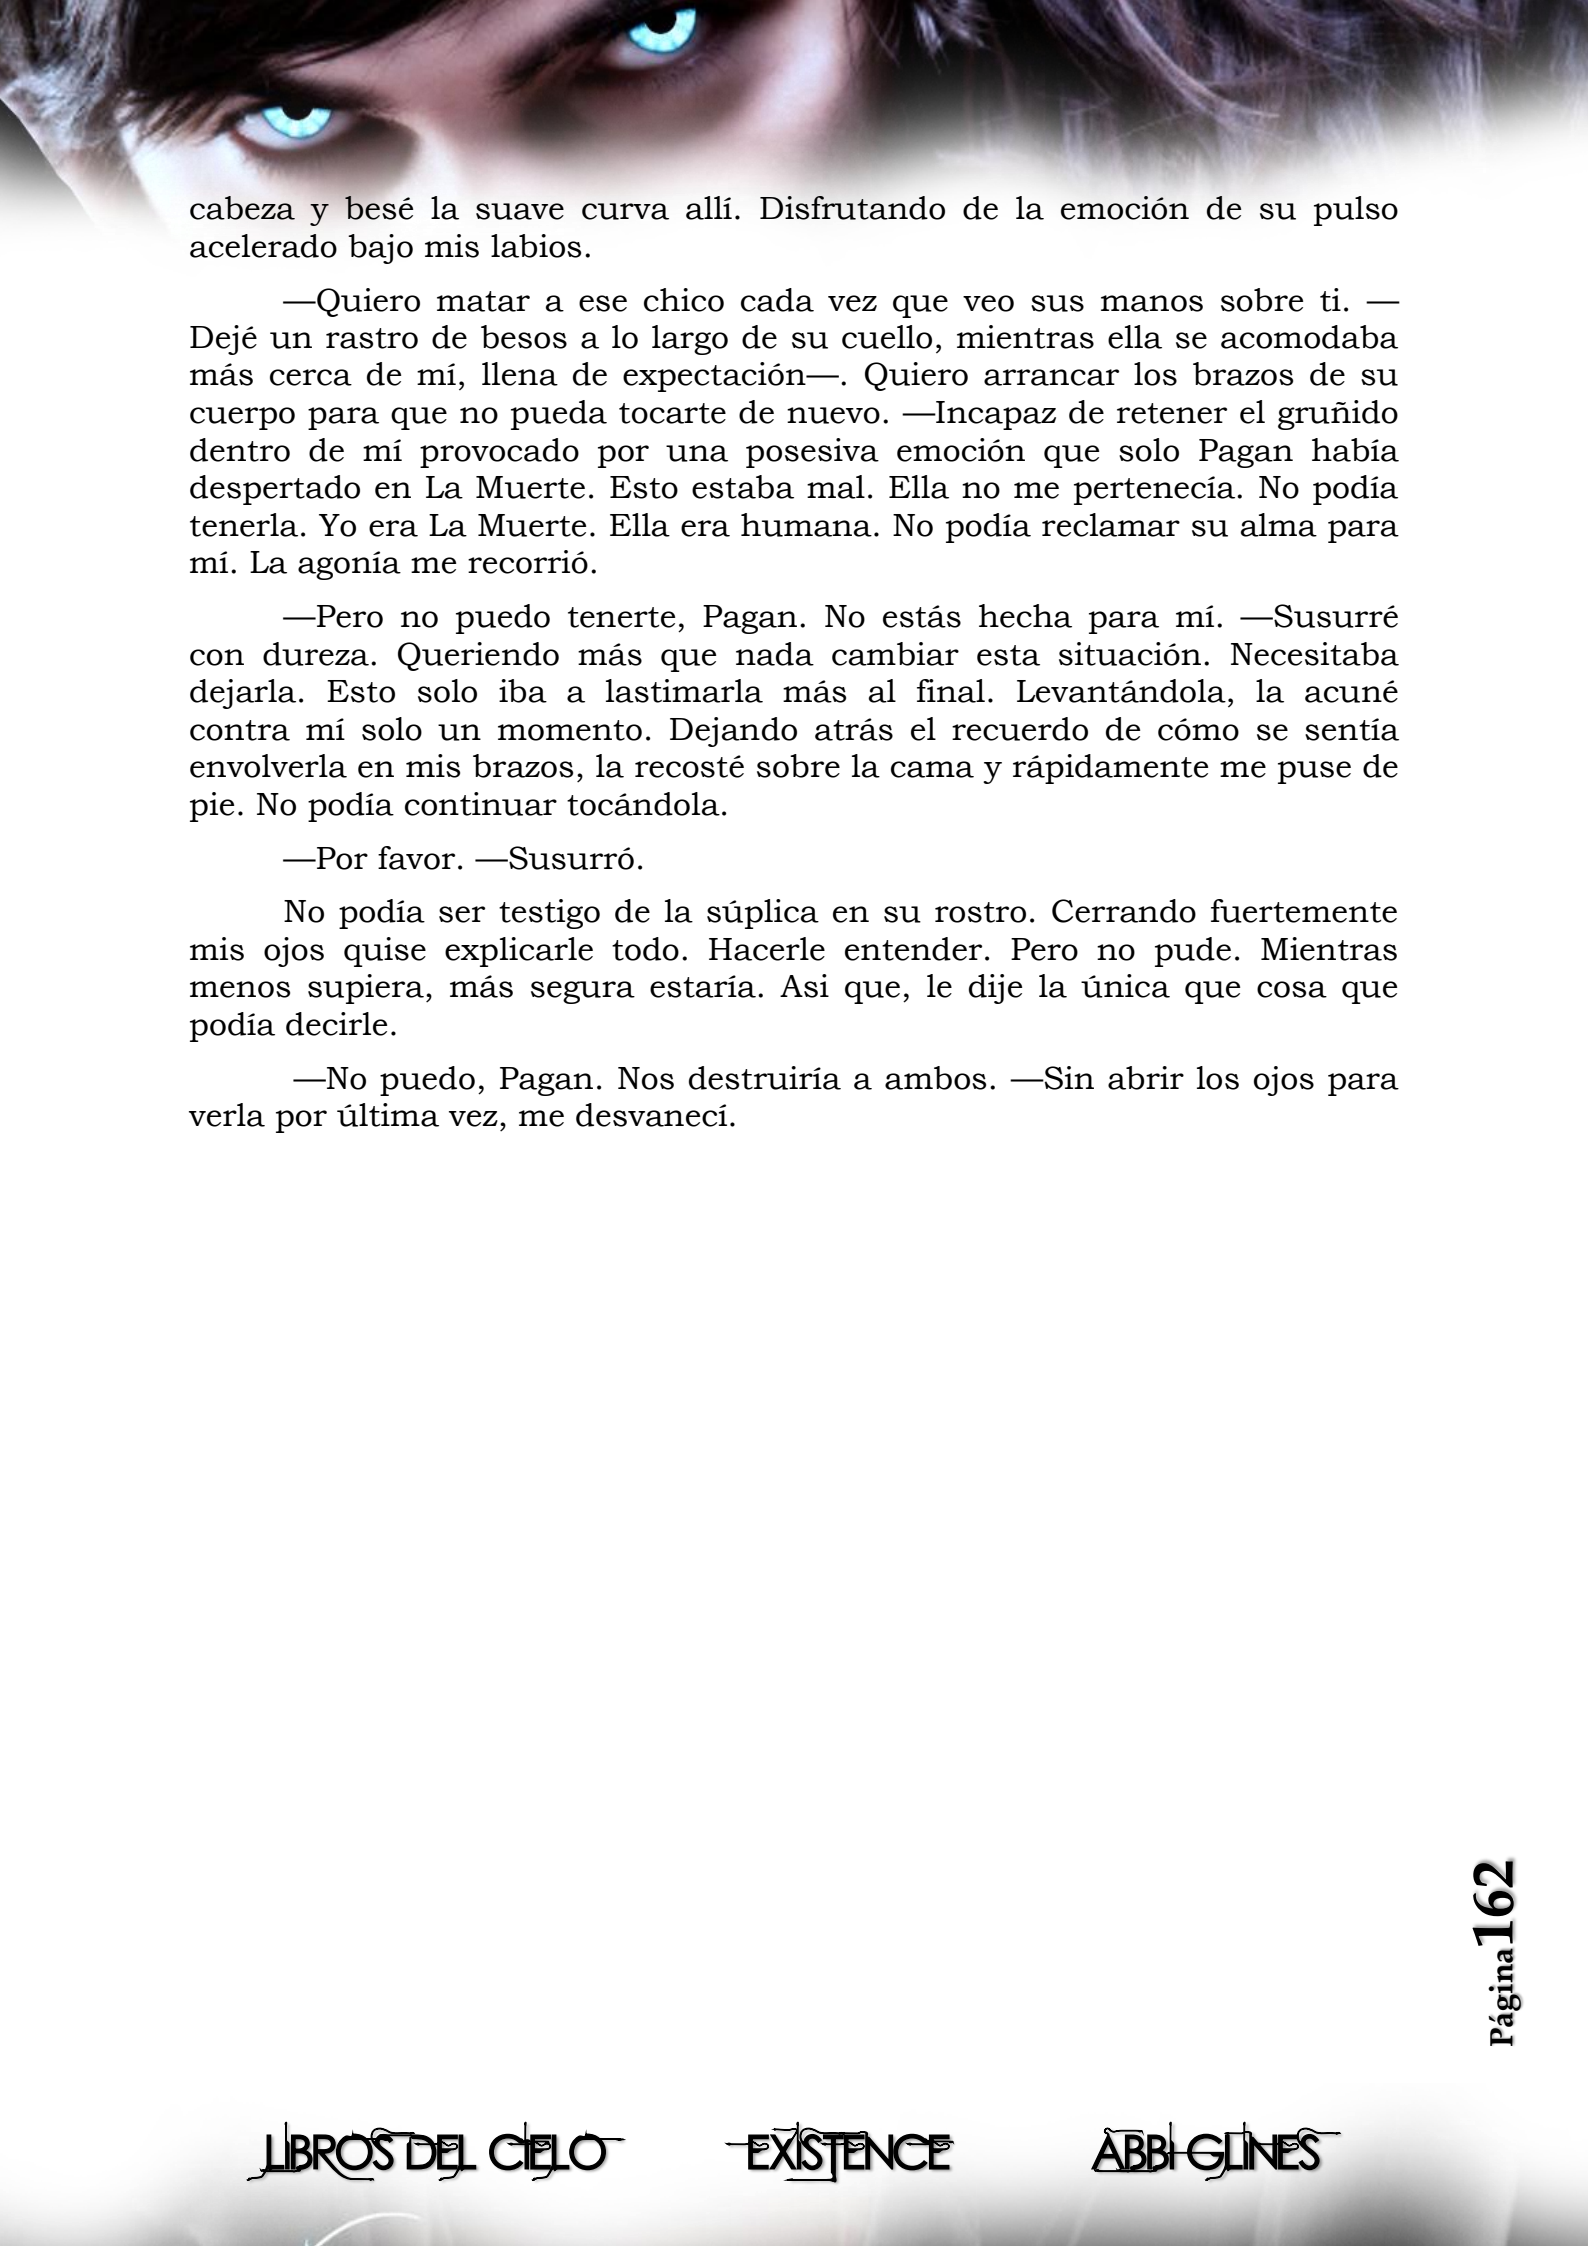 cabeza y besé la suave curva allí. Disfrutando de la emoción de su pulso
acelerado bajo mis labios.
—Quiero matar a ese chico cada vez que veo sus manos sobre ti. —
Dejé un rastro de besos a lo largo de su cuello, mientras ella se acomodaba
más cerca de mí, llena de expectación—. Quiero arrancar los brazos de su
cuerpo para que no pueda tocarte de nuevo. —Incapaz de retener el gruñido
dentro de mí provocado por una posesiva emoción que solo Pagan había
despertado en La Muerte. Esto estaba mal. Ella no me pertenecía. No podía
tenerla. Yo era La Muerte. Ella era humana. No podía reclamar su alma para
mí. La agonía me recorrió.
—Pero no puedo tenerte, Pagan. No estás hecha para mí. —Susurré
con dureza. Queriendo más que nada cambiar esta situación. Necesitaba
dejarla. Esto solo iba a lastimarla más al final. Levantándola, la acuné
contra mí solo un momento. Dejando atrás el recuerdo de cómo se sentía
envolverla en mis brazos, la recosté sobre la cama y rápidamente me puse de
pie. No podía continuar tocándola.
—Por favor. —Susurró.
No podía ser testigo de la súplica en su rostro. Cerrando fuertemente
mis ojos quise explicarle todo. Hacerle entender. Pero no pude. Mientras
menos supiera, más segura estaría. Asi que, le dije la única que cosa que
podía decirle.
—No puedo, Pagan. Nos destruiría a ambos. —Sin abrir los ojos para
verla por última vez, me desvanecí.
Página162
LIBROS DEL CIELO EXISTENCE ABBI GLINES